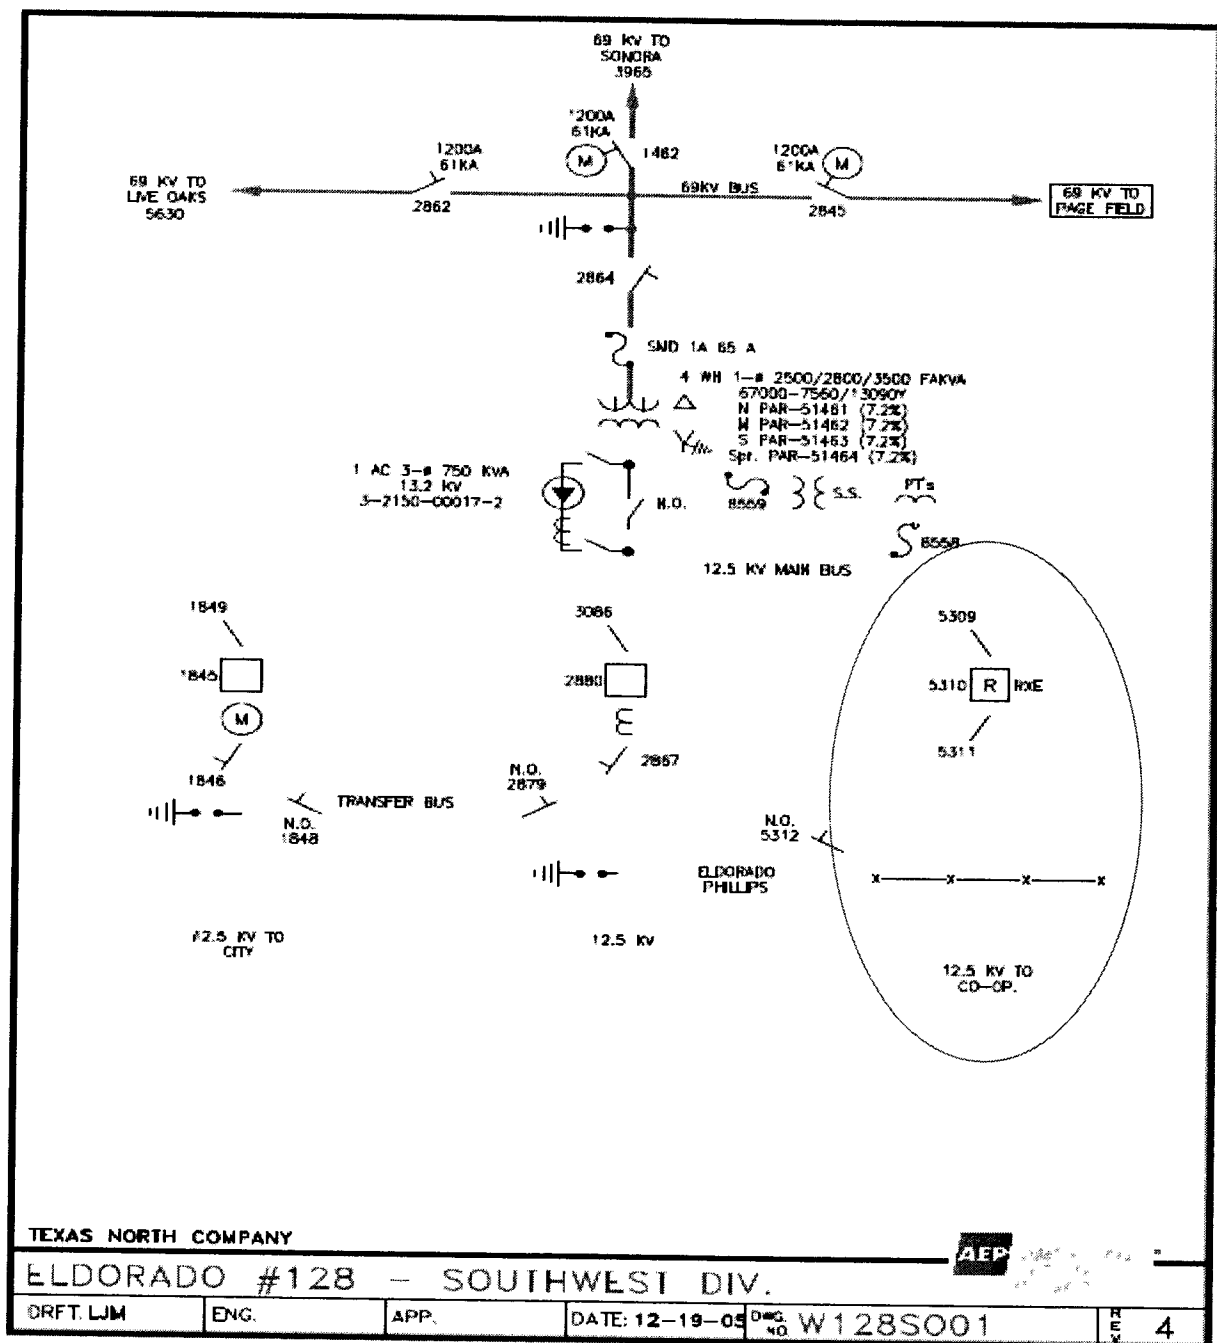 69 KV TO
SONORA
3965
1200A
61KA
M
1462
1200A
61KA
2862
1200A
61KA
M
2845
69 KV TO
LIVE OAKS
5630
69KV BUS
69 KV TO
PAGE FIELD
2864
SMD 1A 65 A
4 WH 1-ø 2500/2800/3500 FAKVA
67000-7560/13090Y
N PAR-51461 (7.2%)
M PAR-51462 (7.2%)
S PAR-51463 (7.2%)
Spr. PAR-51464 (7.2%)
1 AC 3-ø 750 KVA
13.2 KV
3-2150-00017-2
N.O.
8559
S.S.
PT's
8558
12.5 KV MAIN BUS
1849
1845
M
1846
N.O.
1848
TRANSFER BUS
3086
2880
2867
N.O.
2879
5309
5310
R
RXE
5311
N.O.
5312
ELDORADO
PHILLIPS
x x x x
12.5 KV TO
CITY
12.5 KV
12.5 KV TO
CO-OP.
TEXAS NORTH COMPANY
AEP
ELDORADO #128 - SOUTHWEST DIV.
DRFT. LJM
ENG.
APP.
DATE: 12-19-05
DWG.
NO.
W128SO01
REV
4